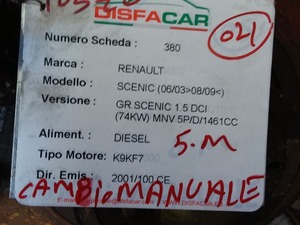 DISFACAR
021
Numero Scheda : 380
Marca : RENAULT
Modello : SCENIC (06/03>08/09<)
Versione : GR.SCENIC 1.5 DCI
(74KW) MNV 5P/D/1461CC
Aliment. : DIESEL
5.M
Tipo Motore: K9KF7
Dir. Emis : 2001/100 CE
CAMBIO MANUALE